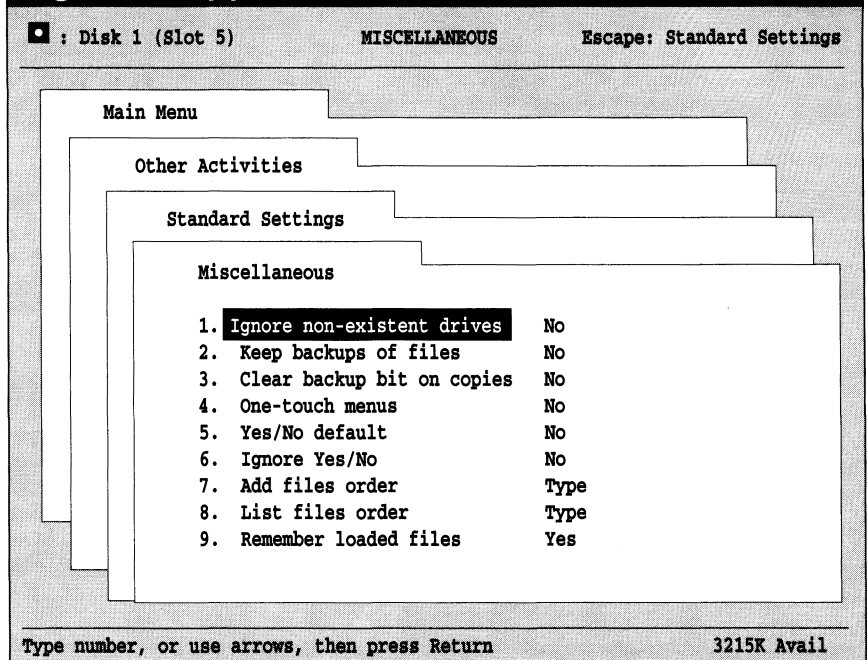 : Disk 1 (Slot 5) MISCELLANEOUS Escape: Standard Settings
Main Menu
Other Activities
Standard Settings
Miscellaneous
1. Ignore non-existent drives No
2. Keep backups of files No
3. Clear backup bit on copies No
4. One-touch menus No
5. Yes/No default No
6. Ignore Yes/No No
7. Add files order Type
8. List files order Type
9. Remember loaded files Yes
Type number, or use arrows, then press Return 3215K Avail